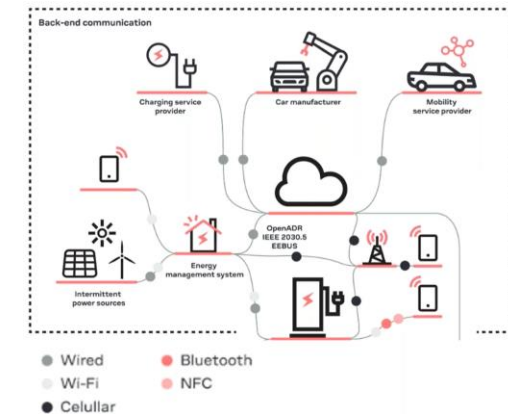 Back-end communication
Charging service
provider
Car manufacturer
Mobility
service provider
OpenADR
IEEE 2030.5
EEBUS
Energy
management system
Intermittent
power sources
Wired
Bluetooth
Wi-Fi
NFC
Celullar